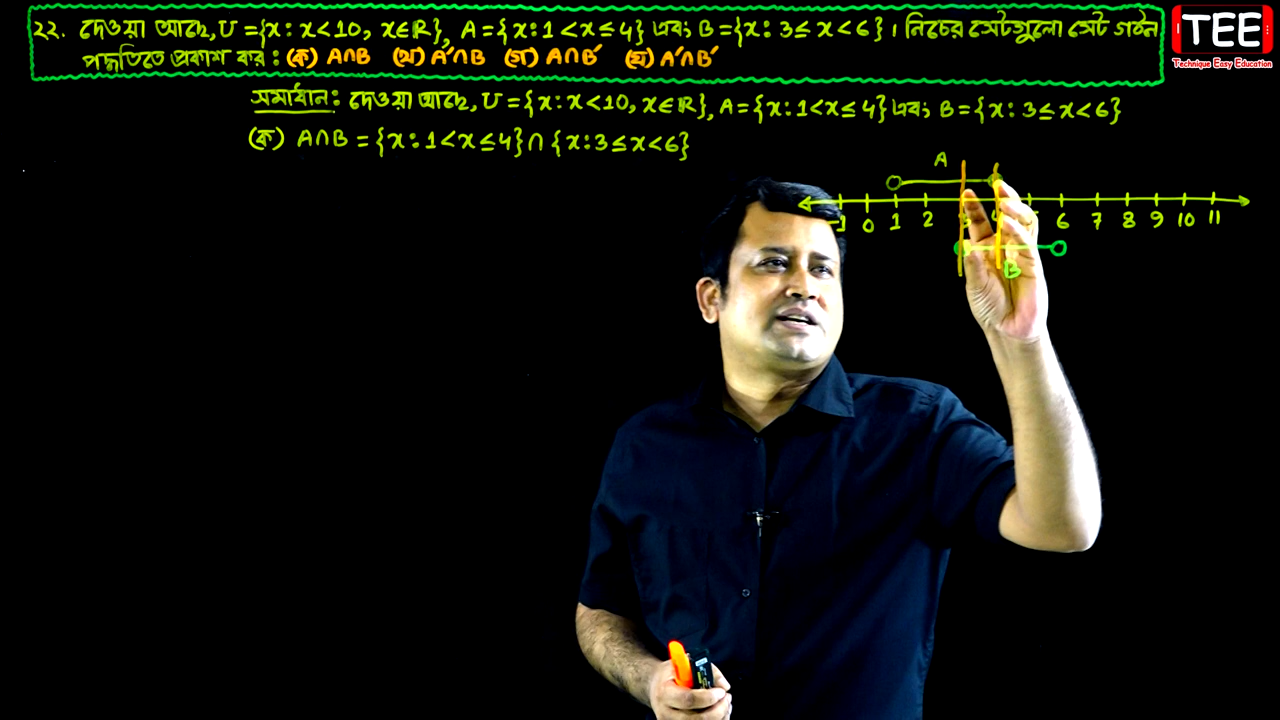 ২২. দেওয়া আছে, U = {x : x < 10, x ∈ ℝ}, A = {x : 1 < x ≤ 4} এবং B = {x : 3 ≤ x < 6} । নিচের সেটগুলো সেট গঠন
পদ্ধতিতে প্রকাশ কর : (ক) A∩B (খ) A′∩B (গ) A∩B′ (ঘ) A′∩B′
TEE
Technique Easy Education
সমাধান : দেওয়া আছে, U = {x : x < 10, x ∈ ℝ}, A = {x : 1 < x ≤ 4} এবং B = {x : 3 ≤ x < 6}
(ক) A∩B = {x : 1 < x ≤ 4} ∩ {x : 3 ≤ x < 6}
A
0 1 2 3 6 7 8 9 10 11
B